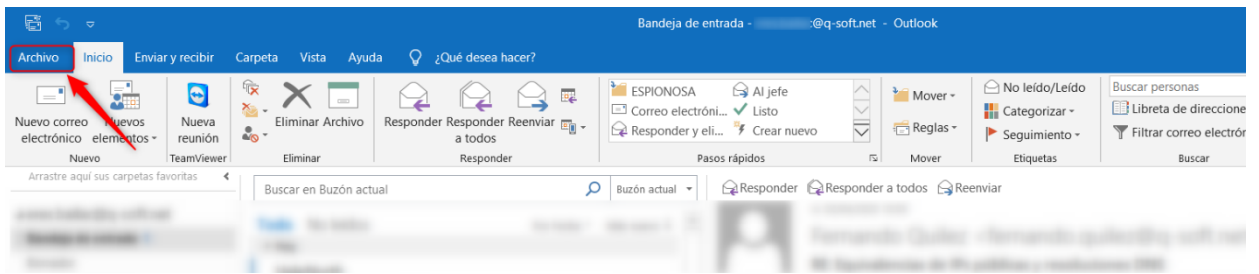 Bandeja de entrada - :@q-soft.net - Outlook
Archivo Inicio Enviar y recibir Carpeta Vista Ayuda ¿Qué desea hacer?
Nuevo correo electrónico
Nuevos elementos
Nueva reunión
Eliminar Archivo
Responder Responder a todos Reenviar
ESPIONOSA Al jefe
Correo electróni... Listo
Responder y eli... Crear nuevo
Mover
Reglas
No leído/Leído
Categorizar
Seguimiento
Buscar personas
Libreta de direccione
Filtrar correo electrór
Nuevo TeamViewer Eliminar Responder Pasos rápidos Mover Etiquetas Buscar
Arrastre aquí sus carpetas favoritas
Buscar en Buzón actual Buzón actual
Responder Responder a todos Reenviar